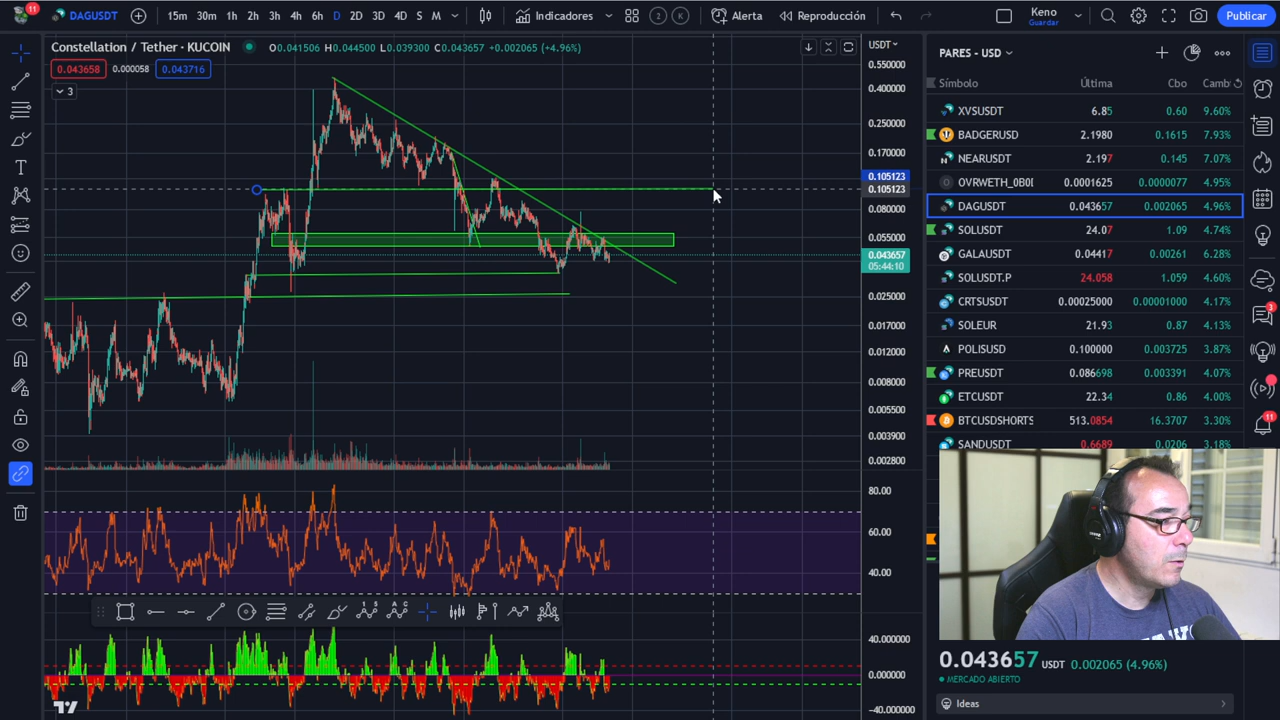 11
DAGUSDT
15m 30m 1h 2h 3h 4h 6h D 2D 3D 4D S M
Indicadores
2 K
Alerta
Reproducción
Keno
Guardar
Publicar
Constellation / Tether · KUCOIN
O0.041506 H0.044500 L0.039300 C0.043657 +0.002065 (+4.96%)
0.043658 0.000058 0.043716
3
USDT
0.550000
0.400000
0.250000
0.170000
0.105123
0.105123
0.080000
0.055000
0.043657
05:44:10
0.025000
0.017000
0.012000
0.008000
0.005500
0.003900
0.002800
80.00
60.00
40.00
40.000000
0.000000
-40.000000
PARES - USD
Símbolo Última Cbo Camb
XVSUSDT 6.85 0.60 9.60%
BADGERUSD 2.1980 0.1615 7.93%
NEARUSDT 2.197 0.145 7.07%
OVRWETH_0B0D 0.0001625 0.0000077 4.95%
DAGUSDT 0.043657 0.002065 4.96%
SOLUSDT 24.07 1.09 4.74%
GALAUSDT 0.04417 0.00261 6.28%
SOLUSDT.P 24.058 1.059 4.60%
CRTSUSDT 0.00025000 0.00001000 4.17%
SOLEUR 21.93 0.87 4.13%
POLISUSD 0.100000 0.003725 3.87%
PREUSDT 0.086698 0.003391 4.07%
ETCUSDT 22.34 0.86 4.00%
BTCUSDSHORTS 513.0854 16.3707 3.30%
SANDUSDT 0.6689 0.0206 3.18%
3
11
0.043657 USDT 0.002065 (4.96%)
MERCADO ABIERTO
Ideas